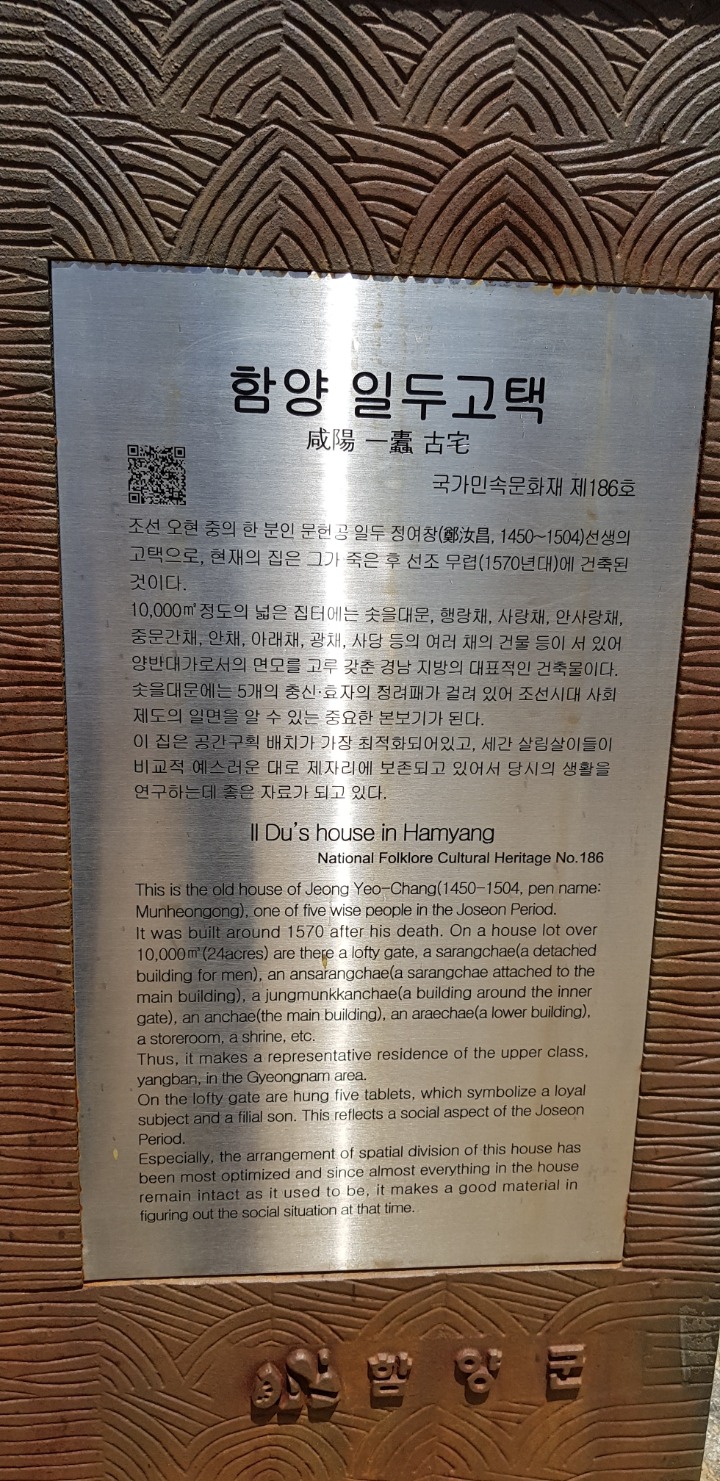 함양 일두고택
咸陽 一蠹 古宅
국가민속문화재 제186호
조선 오현 중의 한 분인 문헌공 일두 정여창(鄭汝昌, 1450~1504)선생의
고택으로, 현재의 집은 그가 죽은 후 선조 무렵(1570년대)에 건축된
것이다.
10,000㎡정도의 넓은 집터에는 솟을대문, 행랑채, 사랑채, 안사랑채,
중문간채, 안채, 아래채, 광채, 사당 등의 여러 채의 건물 등이 서 있어
양반대가로서의 면모를 고루 갖춘 경남 지방의 대표적인 건축물이다.
솟을대문에는 5개의 충신·효자의 정려패가 걸려 있어 조선시대 사회
제도의 일면을 알 수 있는 중요한 본보기가 된다.
이 집은 공간구획 배치가 가장 최적화되어있고, 세간 살림살이들이
비교적 예스러운 대로 제자리에 보존되고 있어서 당시의 생활을
연구하는데 좋은 자료가 되고 있다.
Il Du's house in Hamyang
National Folklore Cultural Heritage No.186
This is the old house of Jeong Yeo-Chang(1450-1504, pen name:
Munheongong), one of five wise people in the Joseon Period.
It was built around 1570 after his death. On a house lot over
10,000㎡(24acres) are there a lofty gate, a sarangchae(a detached
building for men), an ansarangchae(a sarangchae attached to the
main building), a jungmunkkanchae(a building around the inner
gate), an anchae(the main building), an araechae(a lower building),
a storeroom, a shrine, etc.
Thus, it makes a representative residence of the upper class,
yangban, in the Gyeongnam area.
On the lofty gate are hung five tablets, which symbolize a loyal
subject and a filial son. This reflects a social aspect of the Joseon
Period.
Especially, the arrangement of spatial division of this house has
been most optimized and since almost everything in the house
remain intact as it used to be, it makes a good material in
figuring out the social situation at that time.
함양군